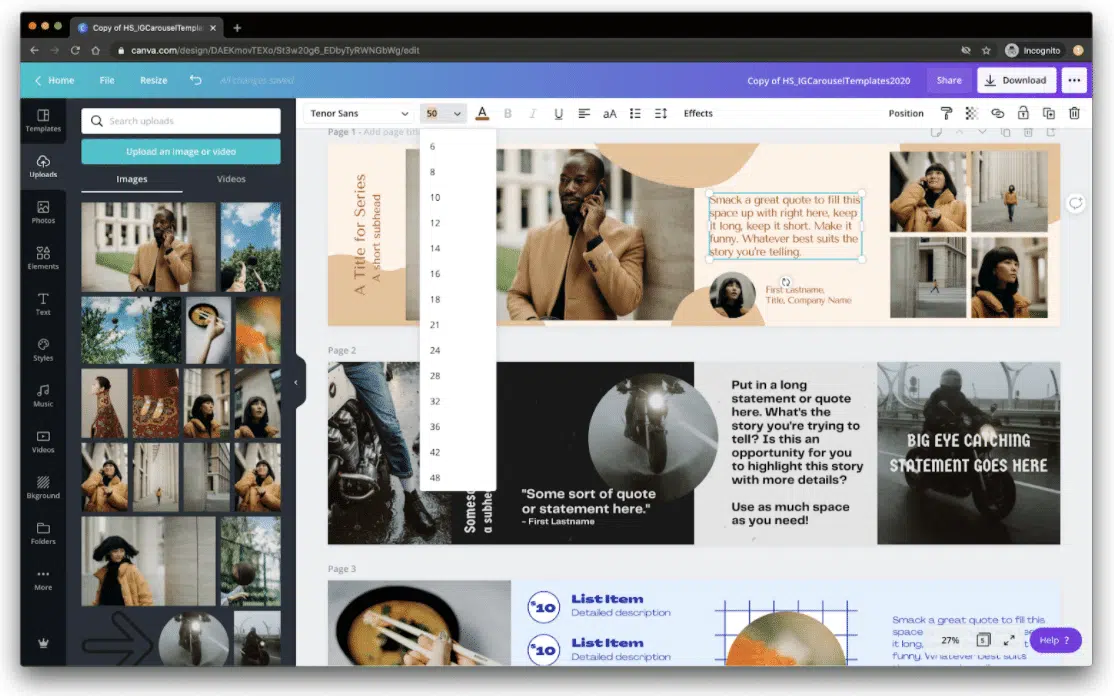 Copy of HS_IGCarouselTempla
canva.com/design/DAEKmovTEXo/St3w20g6_EDbyTyRWNGbWg/edit
Incognito
Home File Resize All changes saved Copy of HS_IGCarouselTemplates2020 Share Download
Templates
Uploads
Photos
Elements
Text
Styles
Music
Videos
Bkground
Folders
More
Search uploads
Upload an image or video
Images Videos
Tenor Sans 50 A B I U aA Effects Position
6
8
10
12
14
16
18
21
24
28
32
36
42
48
Page 1 - Add page title
A Title for Series
A short subhead
Smack a great quote to fill this
space up with right here, keep
it long, keep it short. Make it
funny. Whatever best suits the
story you're telling.
First Lastname,
Title, Company Name
Page 2
a subhe
"Some sort of quote
or statement here."
- First Lastname
Put in a long
statement or quote
here. What's the
story you're trying to
tell? Is this an
opportunity for you
to highlight this story
with more details?
Use as much space
as you need!
BIG EYE CATCHING
STATEMENT GOES HERE
Page 3
$10 List Item
Detailed description
$10 List Item
Detailed description
Smack a great quote to fill this
space
it long,
funny. Whatever best suits
27% 5 Help ?